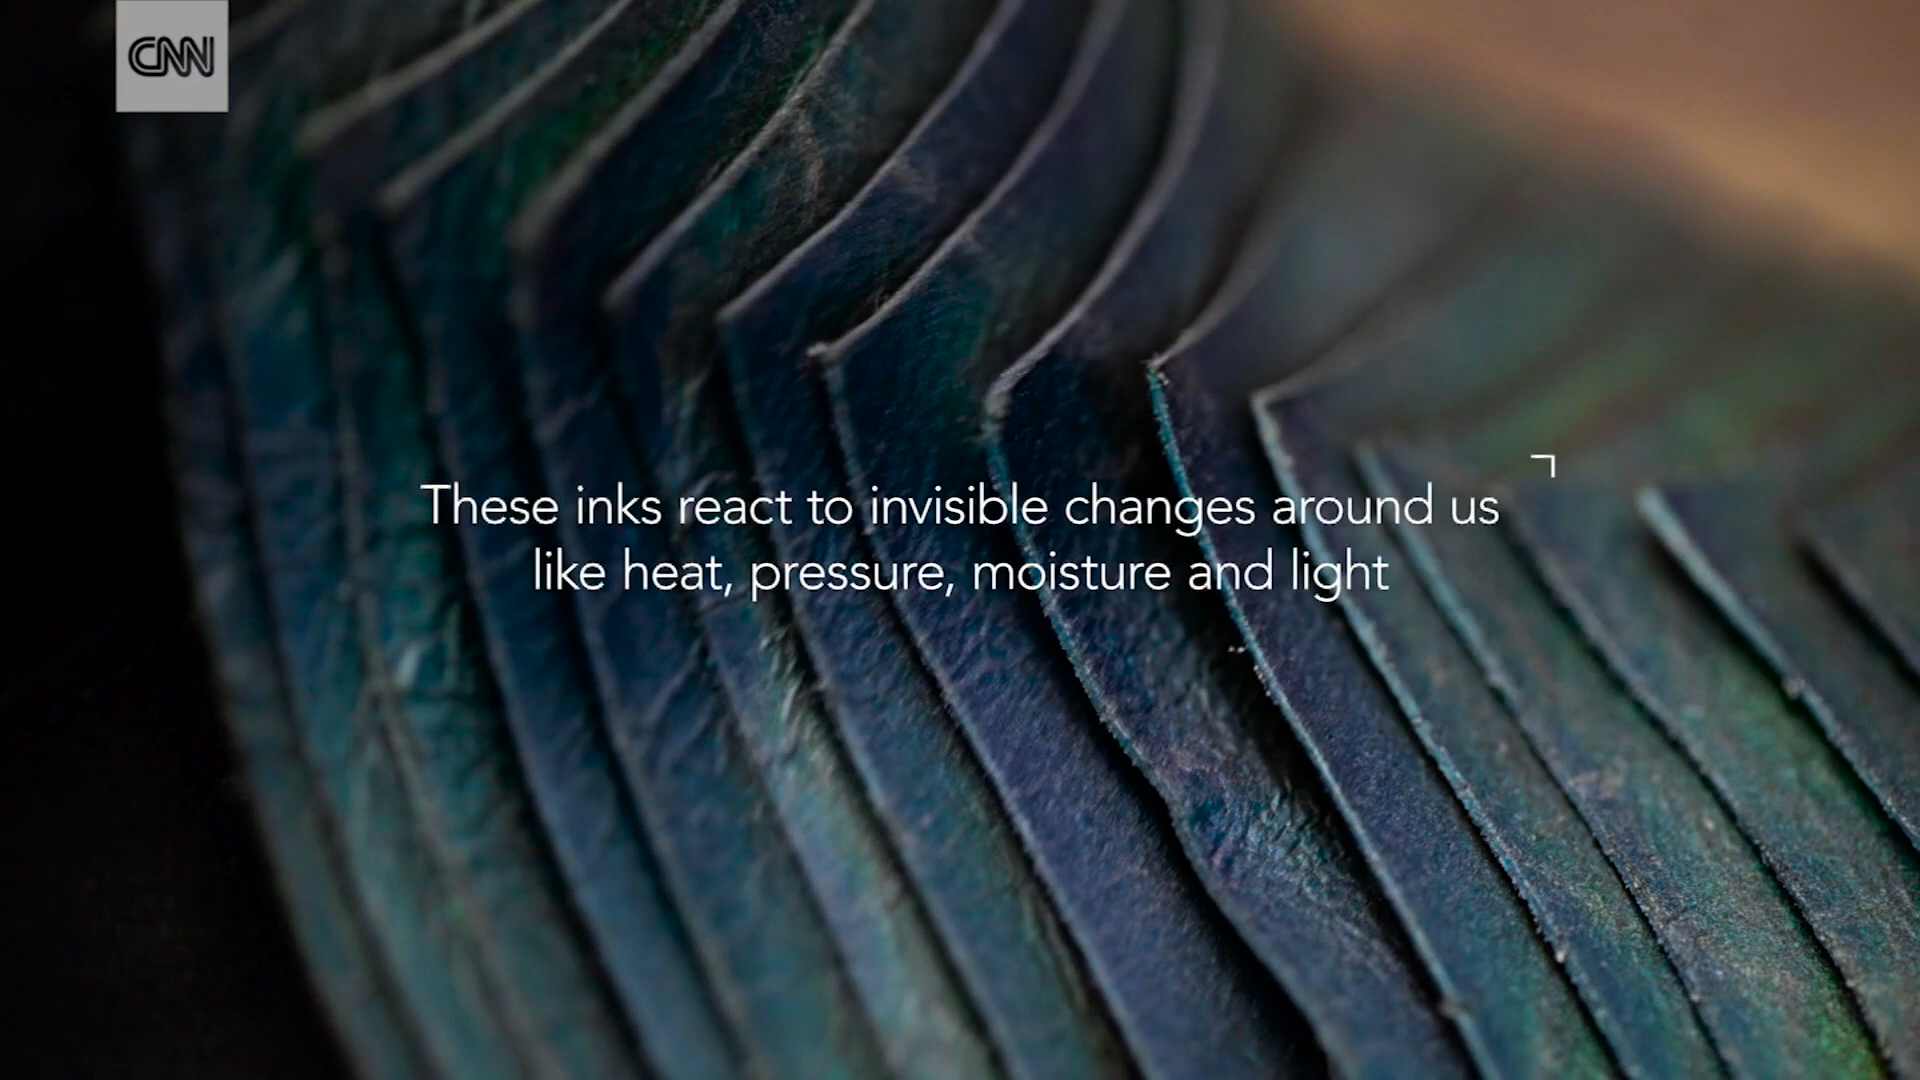 CNN
These inks react to invisible changes around us
like heat, pressure, moisture and light